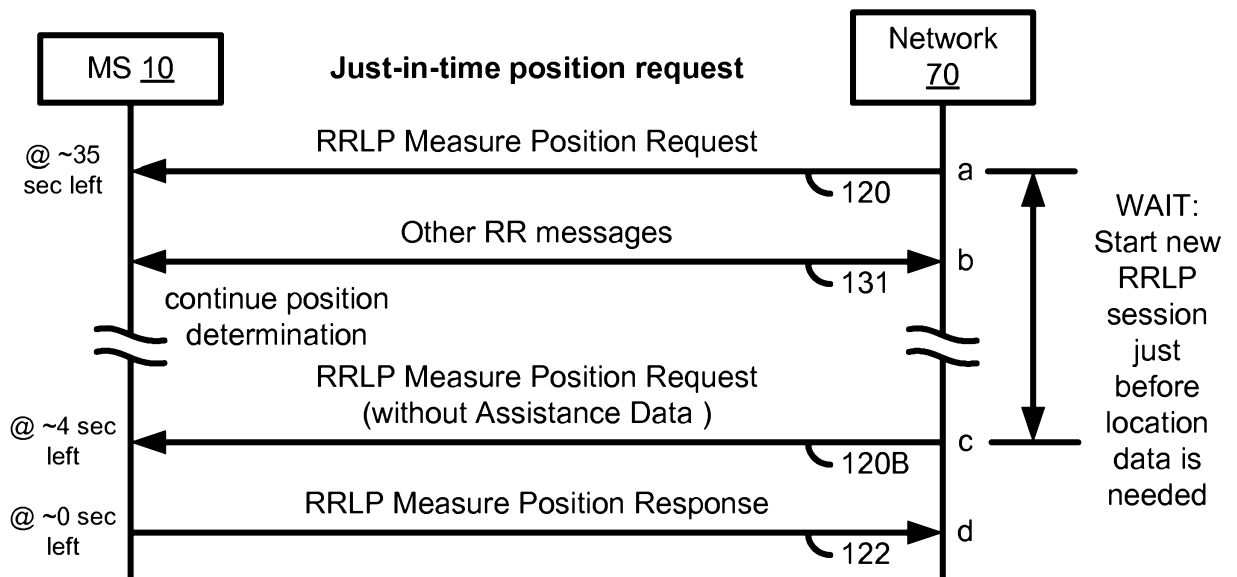 MS 10
Just-in-time position request
Network
70
@ ~35
sec left
RRLP Measure Position Request
120
a
Other RR messages
131
b
continue position
determination
WAIT:
Start new
RRLP
session
just
before
location
data is
needed
RRLP Measure Position Request
(without Assistance Data )
@ ~4 sec
left
120B
c
RRLP Measure Position Response
@ ~0 sec
left
122
d